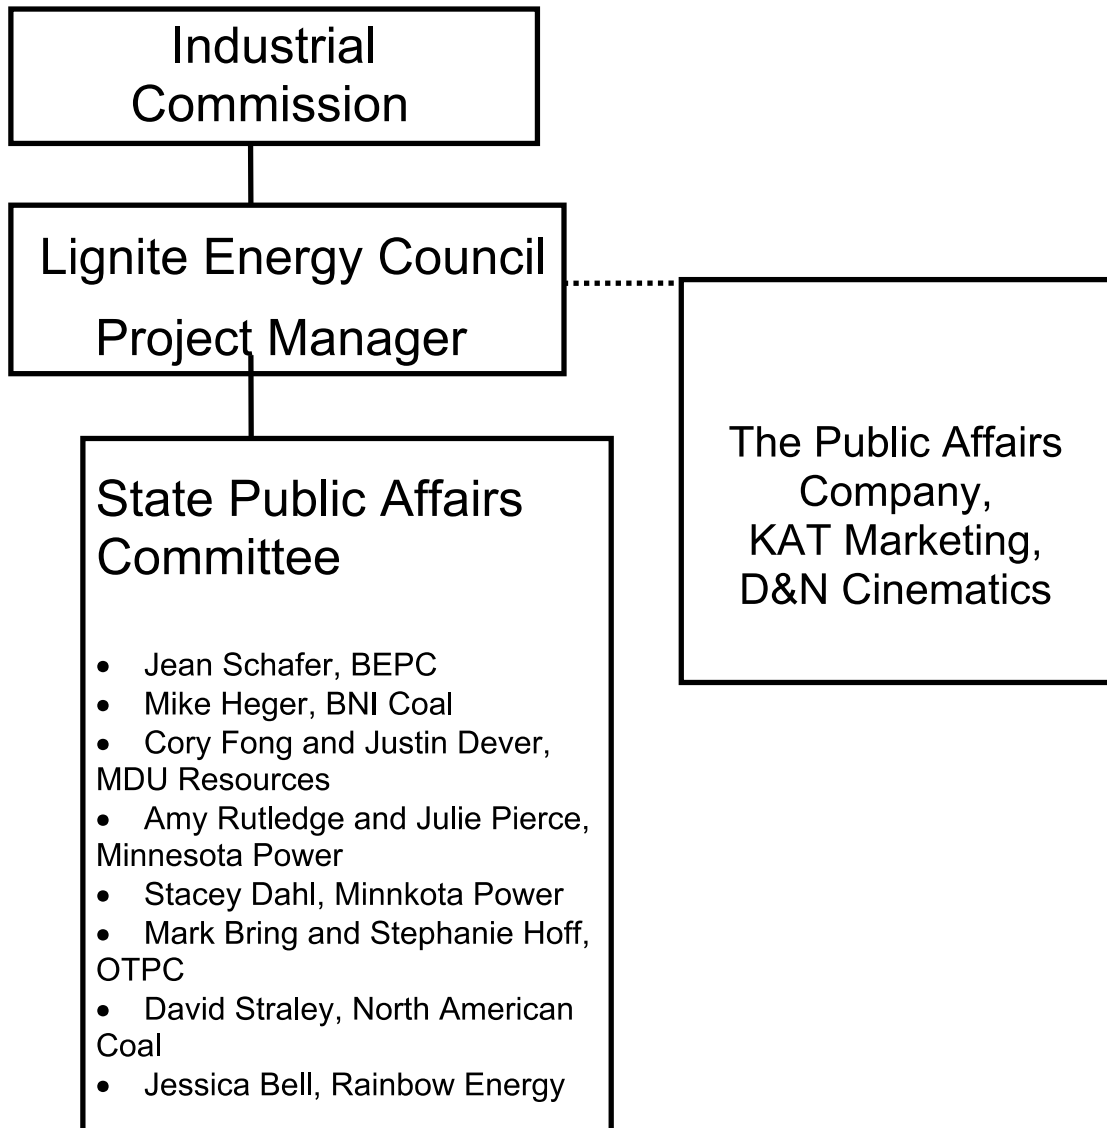 Industrial
Commission
Lignite Energy Council
Project Manager
The Public Affairs
Company,
KAT Marketing,
D&N Cinematics
State Public Affairs
Committee
• Jean Schafer, BEPC
• Mike Heger, BNI Coal
• Cory Fong and Justin Dever,
MDU Resources
• Amy Rutledge and Julie Pierce,
Minnesota Power
• Stacey Dahl, Minnkota Power
• Mark Bring and Stephanie Hoff,
OTPC
• David Straley, North American
Coal
• Jessica Bell, Rainbow Energy